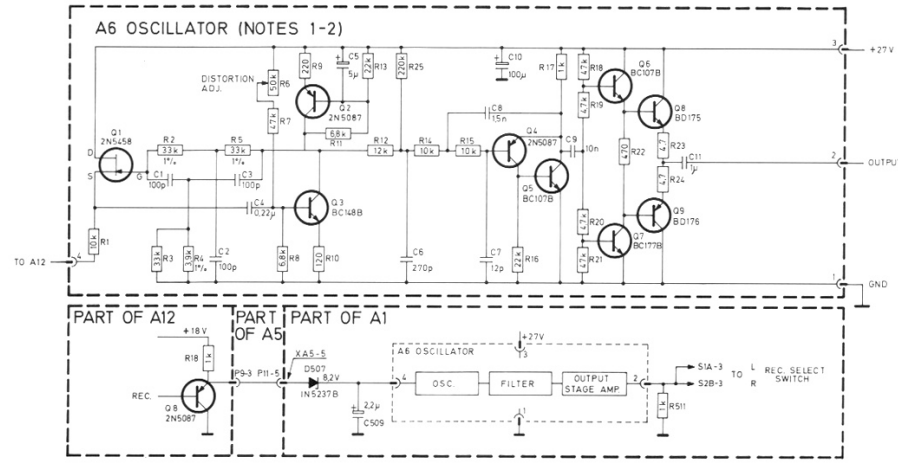 A6 OSCILLATOR (NOTES 1-2)
3
+27V
R9
220
C5
5µ
22k
R13
220k
R25
C10
100µ
R17
1k
R18
47k
Q6
BC107B
DISTORTION
ADJ.
50k
R6
Q2
2N5087
R19
47k
Q8
BD175
47k
R7
C8
1,5n
Q1
2N5458
R2
33k
1%
R5
33k
1%
6,8k
R11
R12
12k
R14
10k
R15
10k
Q4
2N5087
C9
10n
470
R22
4,7
R23
C11
1µ
2
OUTPU
D
S
G
C1
100p
C3
100p
Q5
BC107B
4,7
R24
C4
0,22µ
Q3
BC148B
R20
47k
Q9
BD176
TO A12
4
10k
R1
33k
R3
3,9k
R4
1%
C2
100p
6,8k
R8
120
R10
C6
270p
C7
12p
22k
R16
47k
R21
Q7
BC177B
1
GND
PART OF A12
PART
OF A5
PART OF A1
+18V
R18
1k
REC.
Q8
2N5087
P9-3 P11-5
XA5-5
D507
8,2V
IN5237B
2,2µ
C509
A6 OSCILLATOR
+27V
3
4
OSC.
FILTER
OUTPUT
STAGE AMP.
2
1
1k
R511
S1A-3
S2B-3
TO
L
R
REC. SELECT
SWITCH